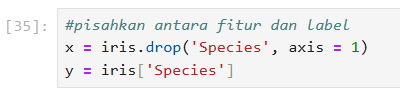 [35]: #pisahkan antara fitur dan label
x = iris.drop('Species', axis = 1)
y = iris['Species']